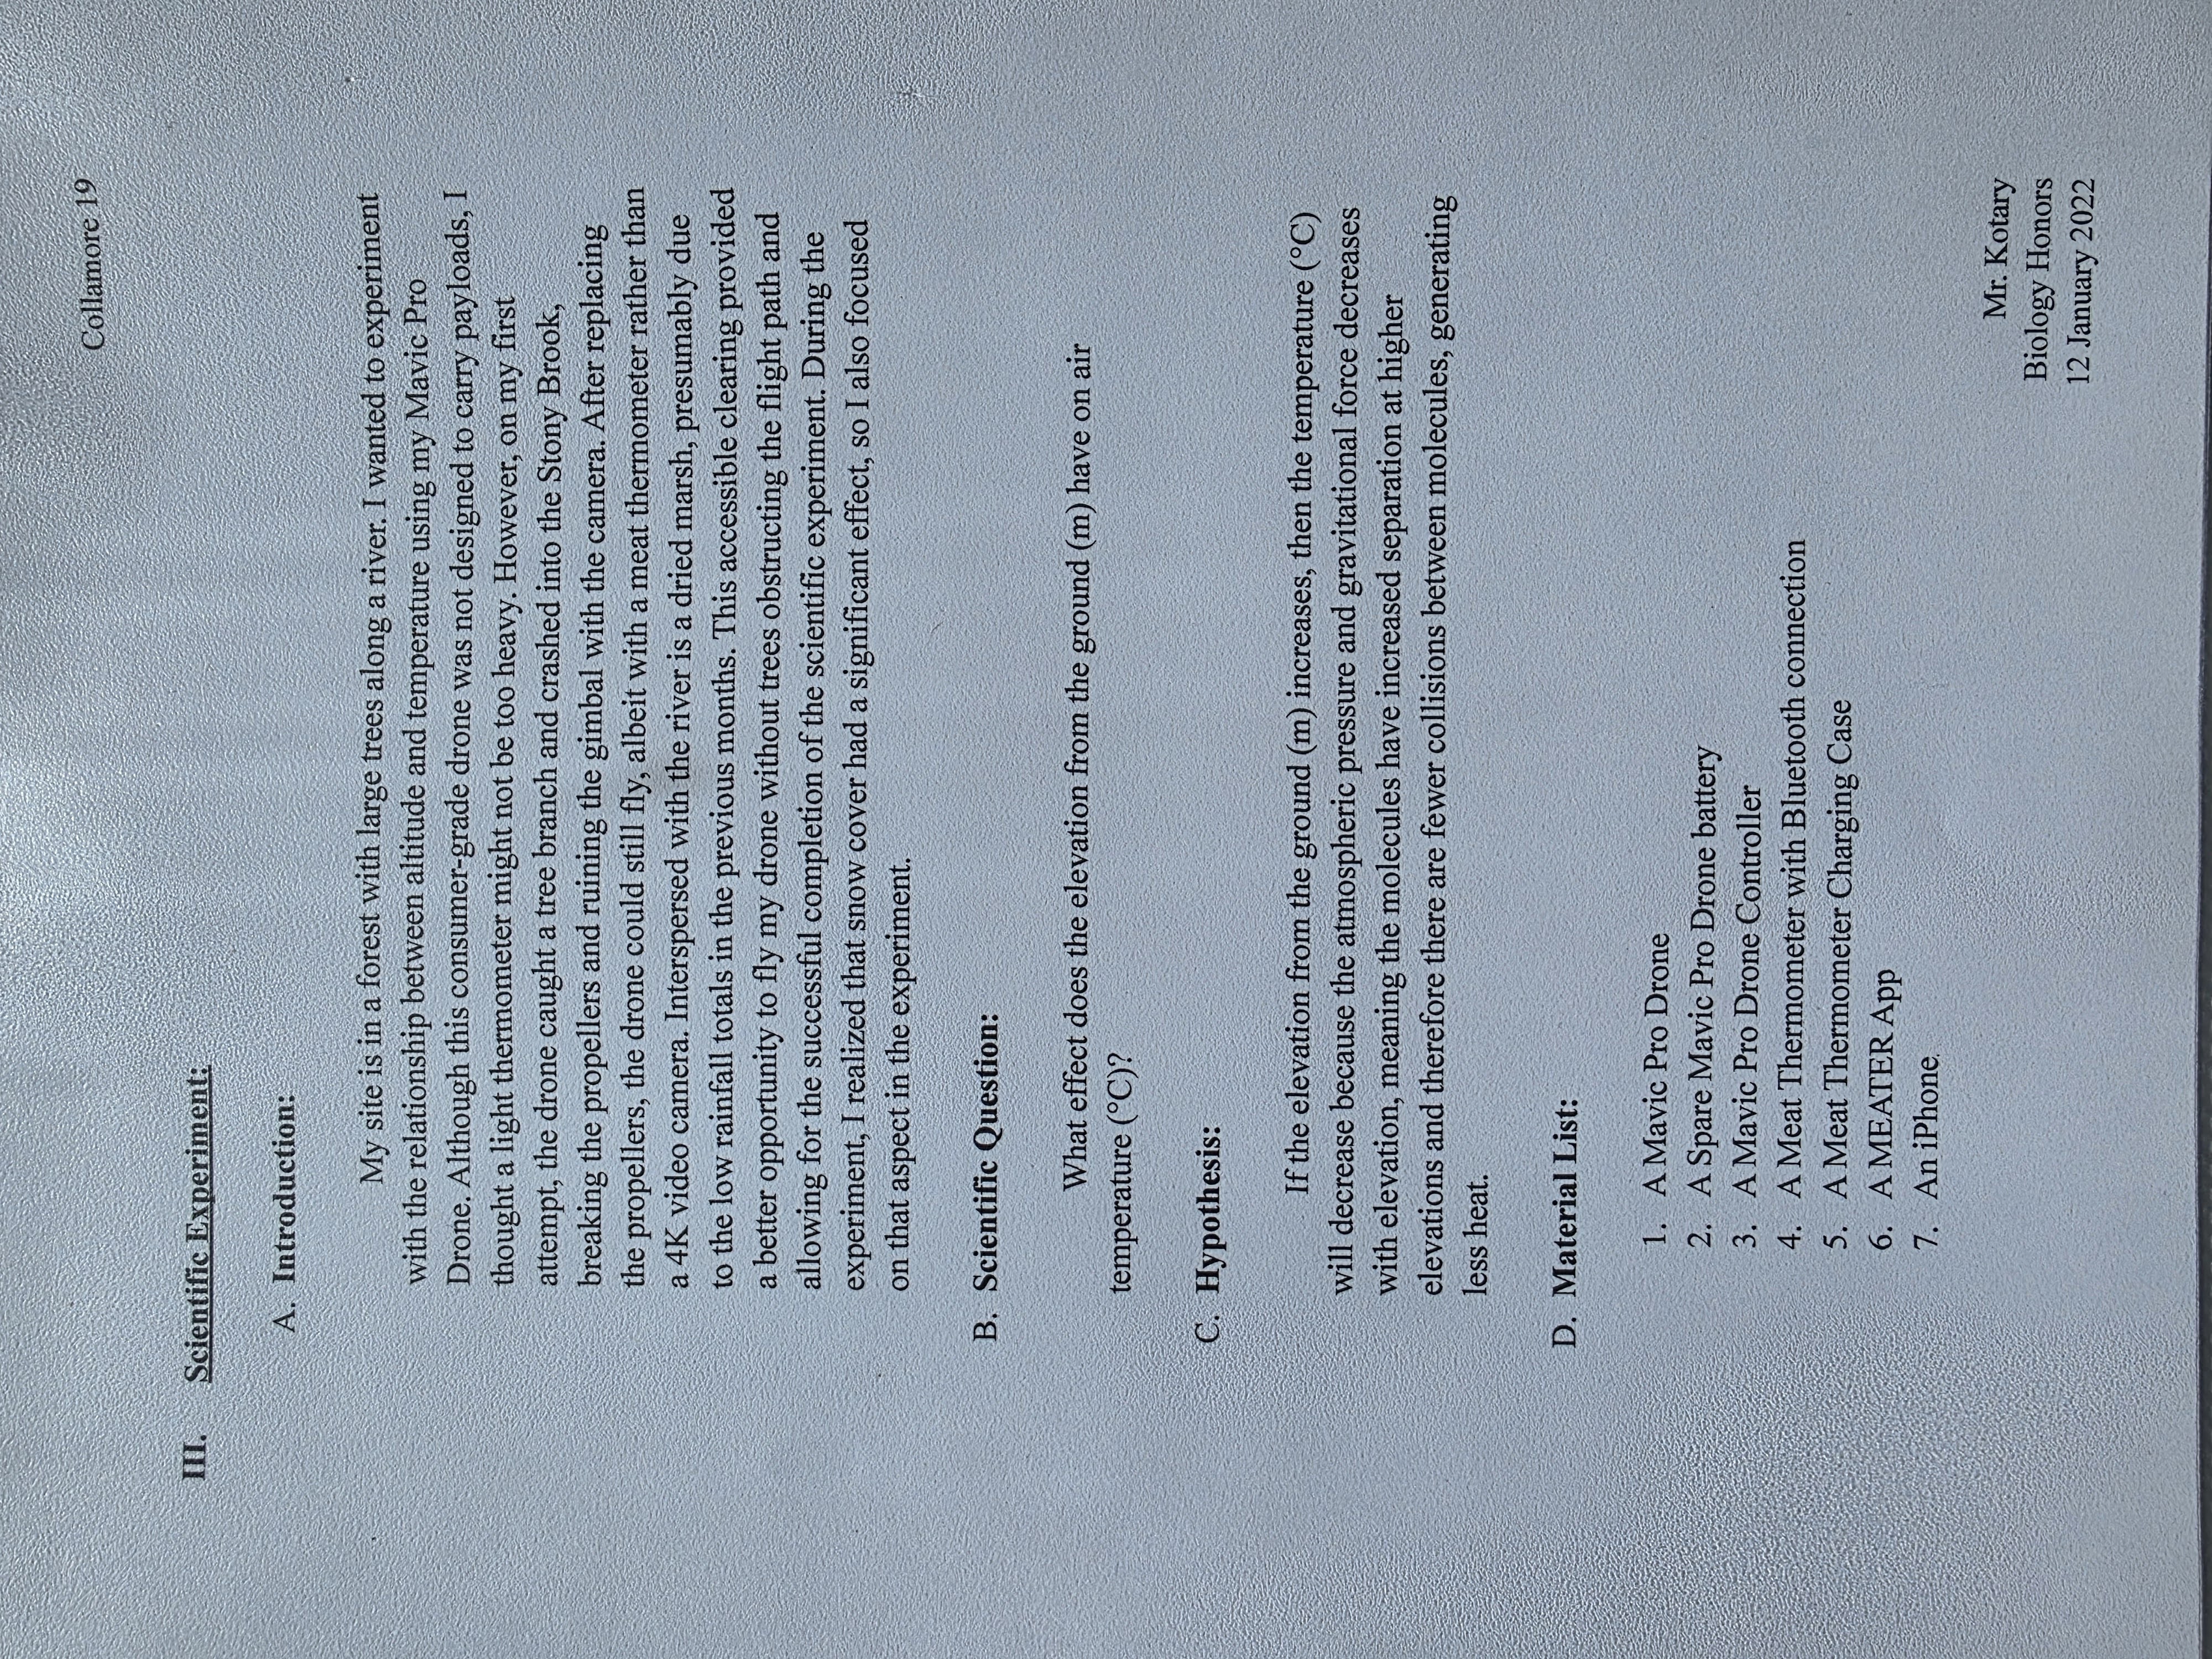 Collamore 19
III. Scientific Experiment:
A. Introduction:
My site is in a forest with large trees along a river. I wanted to experiment
with the relationship between altitude and temperature using my Mavic Pro
Drone. Although this consumer-grade drone was not designed to carry payloads, I
thought a light thermometer might not be too heavy. However, on my first
attempt, the drone caught a tree branch and crashed into the Stony Brook,
breaking the propellers and ruining the gimbal with the camera. After replacing
the propellers, the drone could still fly, albeit with a meat thermometer rather than
a 4K video camera. Interspersed with the river is a dried marsh, presumably due
to the low rainfall totals in the previous months. This accessible clearing provided
a better opportunity to fly my drone without trees obstructing the flight path and
allowing for the successful completion of the scientific experiment. During the
experiment, I realized that snow cover had a significant effect, so I also focused
on that aspect in the experiment.
B. Scientific Question:
What effect does the elevation from the ground (m) have on air
temperature (°C)?
C. Hypothesis:
If the elevation from the ground (m) increases, then the temperature (°C)
will decrease because the atmospheric pressure and gravitational force decreases
with elevation, meaning the molecules have increased separation at higher
elevations and therefore there are fewer collisions between molecules, generating
less heat.
D. Material List:
1. A Mavic Pro Drone
2. A Spare Mavic Pro Drone battery
3. A Mavic Pro Drone Controller
4. A Meat Thermometer with Bluetooth connection
5. A Meat Thermometer Charging Case
6. A MEATER App
7. An iPhone.
Mr. Kotary
Biology Honors
12 January 2022